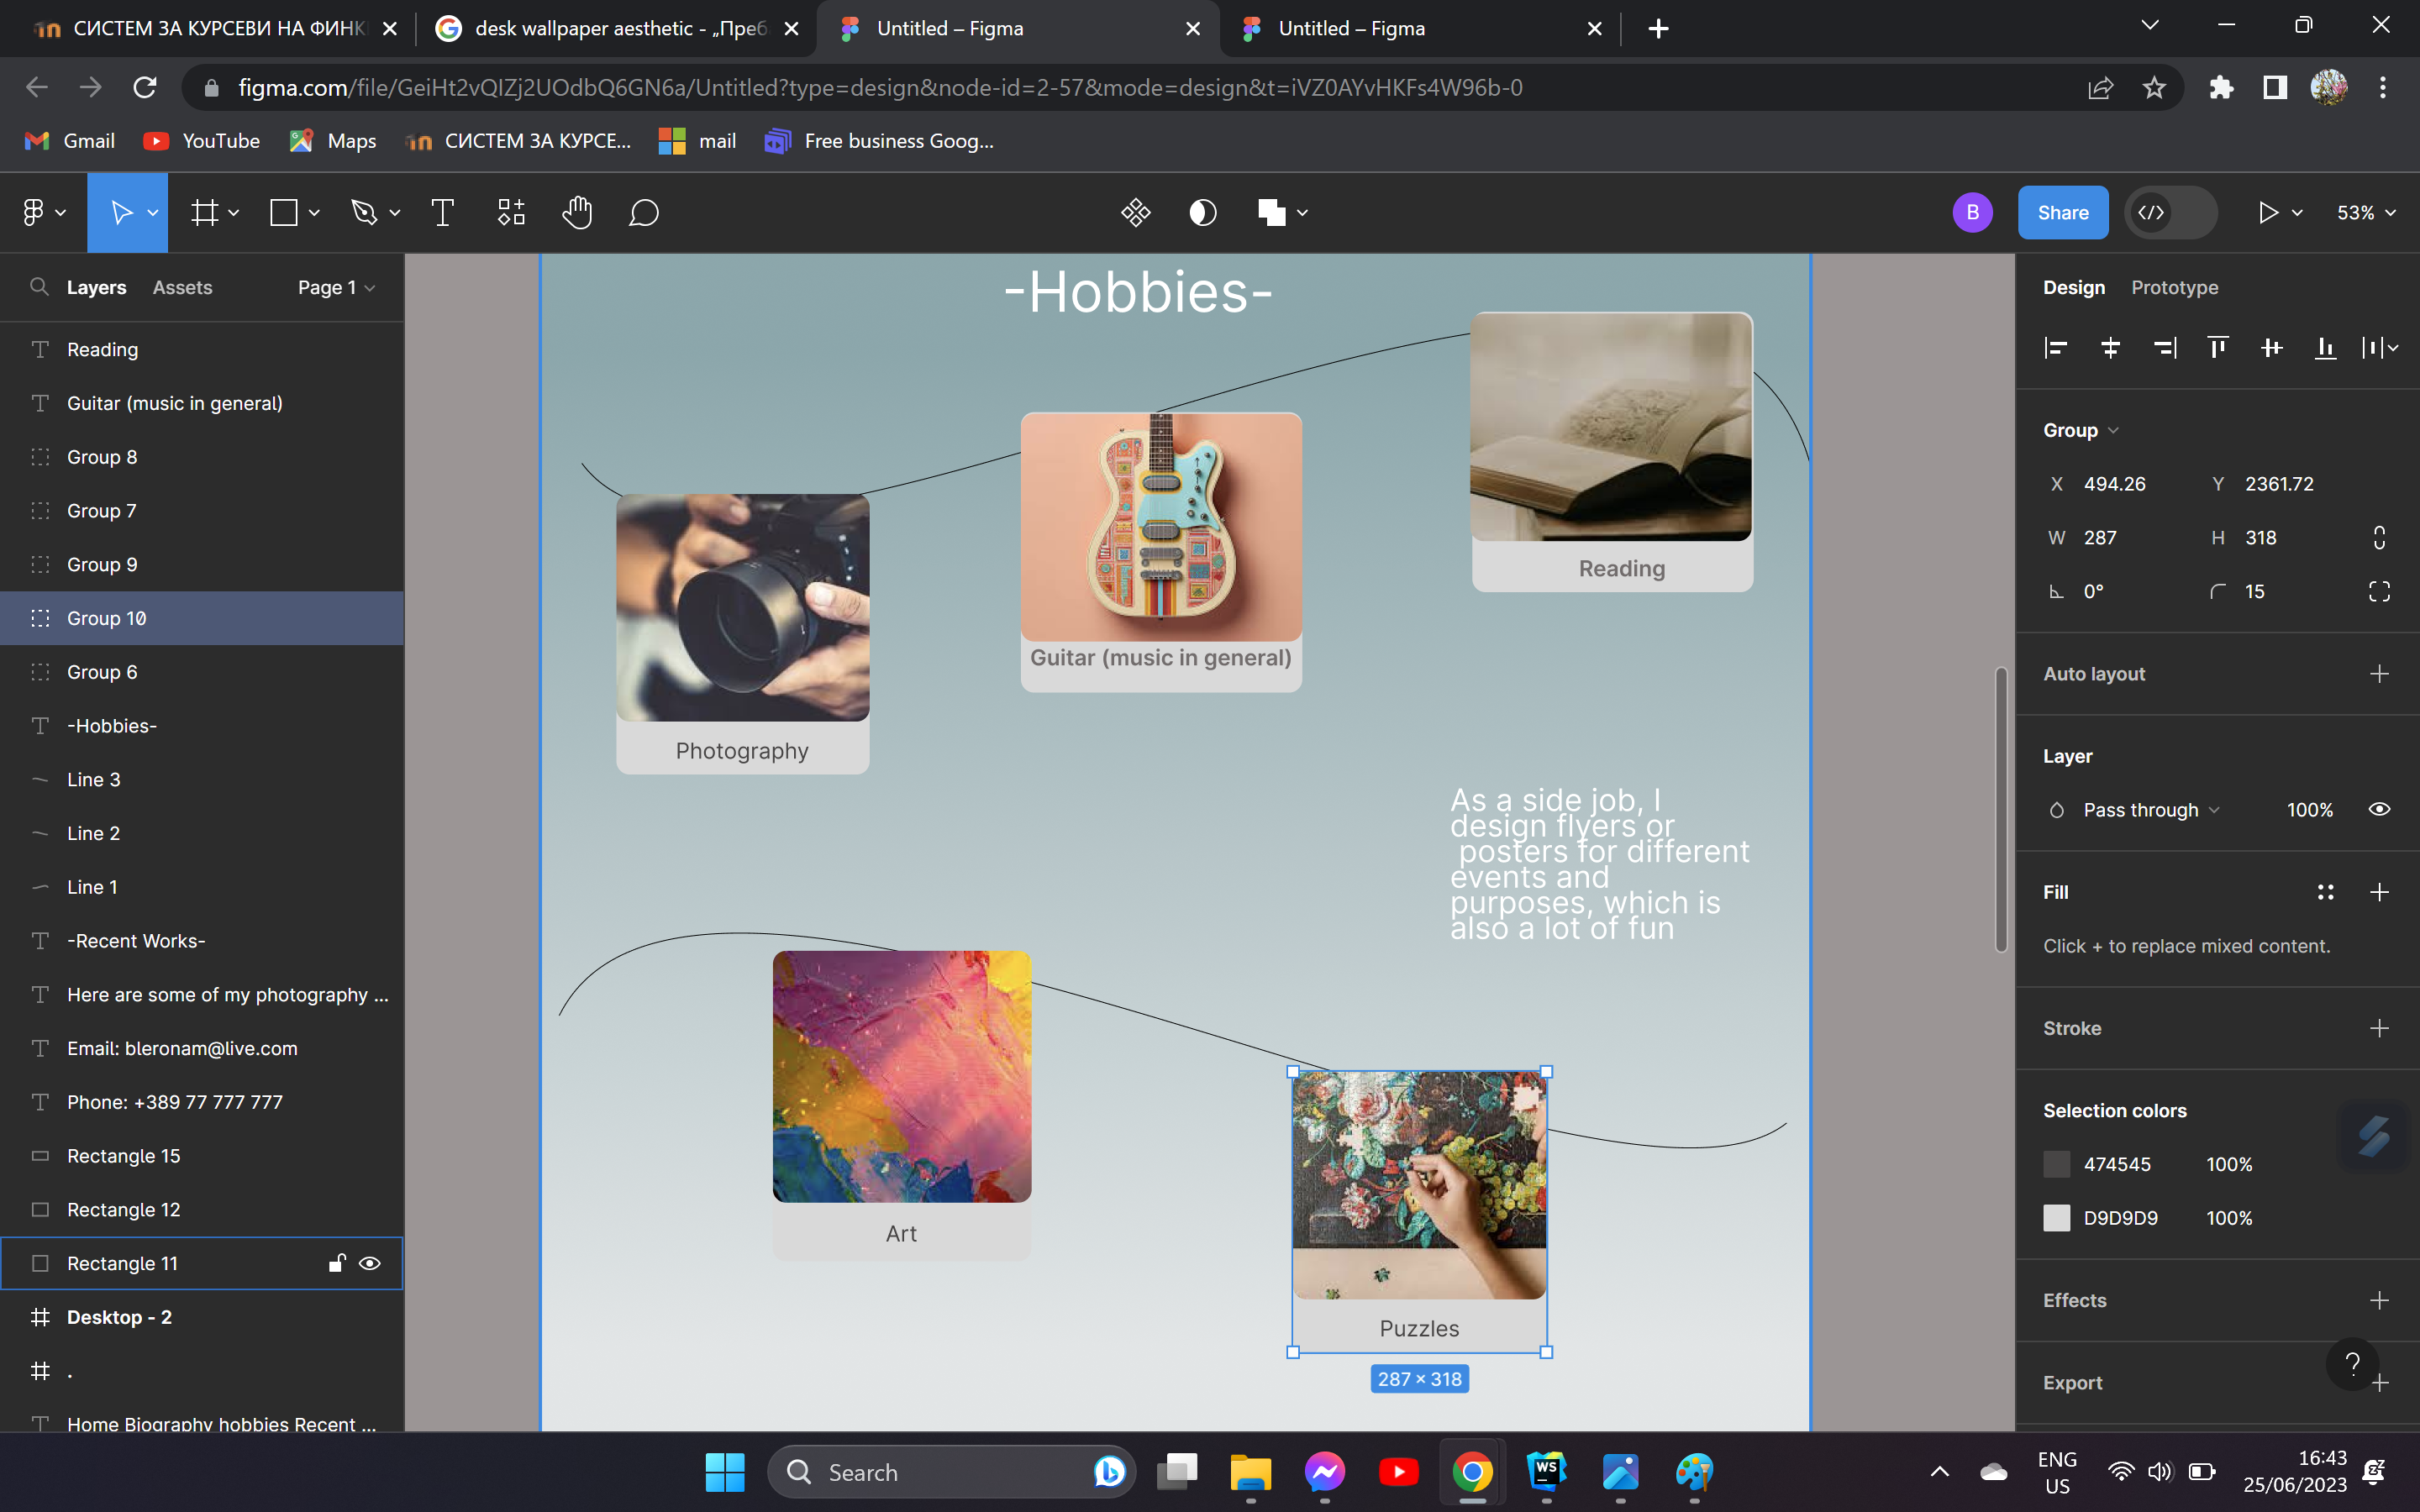 СИСТЕМ ЗА КУРСЕВИ НА ФИНК
desk wallpaper aesthetic - „Преб
Untitled – Figma
Untitled – Figma
figma.com/file/GeiHt2vQIZj2UOdbQ6GN6a/Untitled?type=design&node-id=2-57&mode=design&t=iVZ0AYvHKFs4W96b-0
Gmail
YouTube
Maps
СИСТЕМ ЗА КУРСЕ...
mail
Free business Goog...
B
Share
53%
Layers
Assets
Page 1
Reading
Guitar (music in general)
Group 8
Group 7
Group 9
Group 10
Group 6
-Hobbies-
Line 3
Line 2
Line 1
-Recent Works-
Here are some of my photography ...
Email: bleronam@live.com
Phone: +389 77 777 777
Rectangle 15
Rectangle 12
Rectangle 11
Desktop - 2
.
Home Biography hobbies Recent ...
-Hobbies-
Photography
Guitar (music in general)
Reading
As a side job, I
design flyers or
posters for different
events and
purposes, which is
also a lot of fun
Art
Puzzles
287 × 318
Design
Prototype
Group
X 494.26
Y 2361.72
W 287
H 318
0°
15
Auto layout
Layer
Pass through
100%
Fill
Click + to replace mixed content.
Stroke
Selection colors
474545 100%
D9D9D9 100%
Effects
Export
?
Search
WS
ENG
US
16:43
25/06/2023